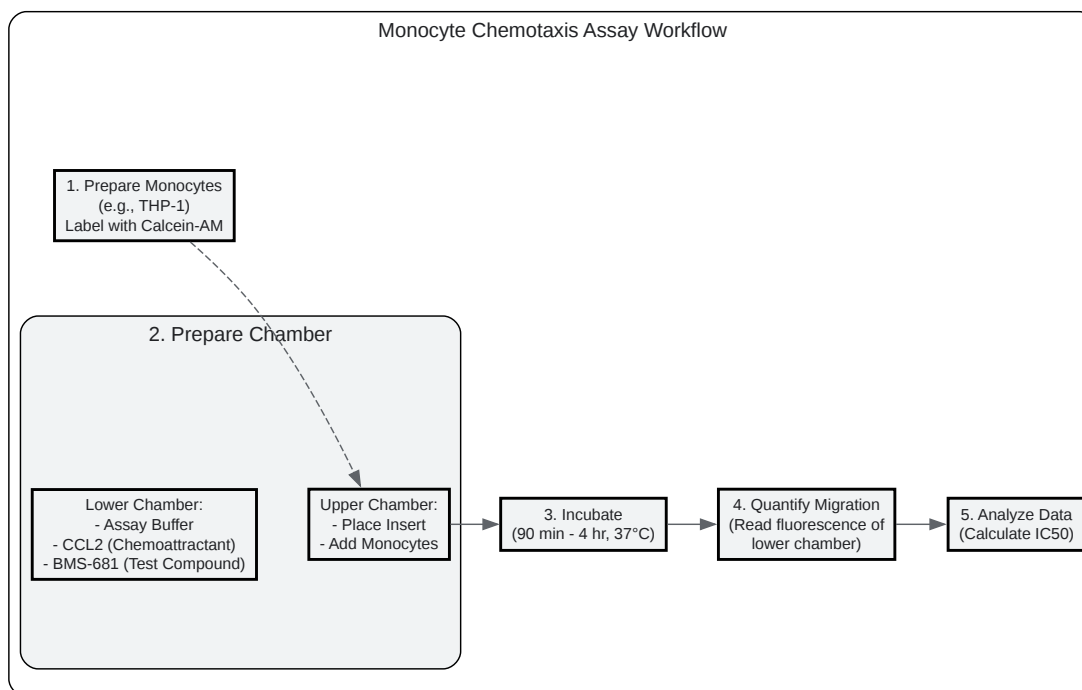 Monocyte Chemotaxis Assay Workflow
1. Prepare Monocytes
(e.g., THP-1)
Label with Calcein-AM
2. Prepare Chamber
Lower Chamber:
- Assay Buffer
- CCL2 (Chemoattractant)
- BMS-681 (Test Compound)
Upper Chamber:
- Place Insert
- Add Monocytes
3. Incubate
(90 min - 4 hr, 37°C)
4. Quantify Migration
(Read fluorescence of
lower chamber)
5. Analyze Data
(Calculate IC50)